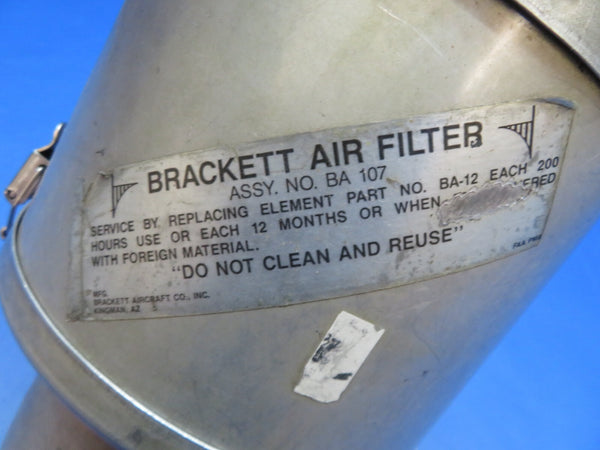 BRACKETT AIR FILTER
ASSY. NO. BA 107
SERVICE BY REPLACING ELEMENT PART NO. BA-12 EACH 200
HOURS USE OR EACH 12 MONTHS OR WHEN
WITH FOREIGN MATERIAL.
"DO NOT CLEAN AND REUSE"
MFG.
BRACKETT AIRCRAFT CO., INC.
KINGMAN, AZ
FAA